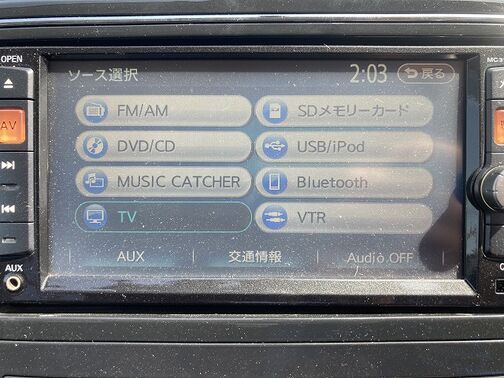 OPEN
MC31
ソース選択
2:03
戻る
FM/AM
SDメモリーカード
AV
DVD/CD
USB/iPod
MUSIC CATCHER
Bluetooth
TV
VTR
AUX
交通情報
Audio OFF
AUX